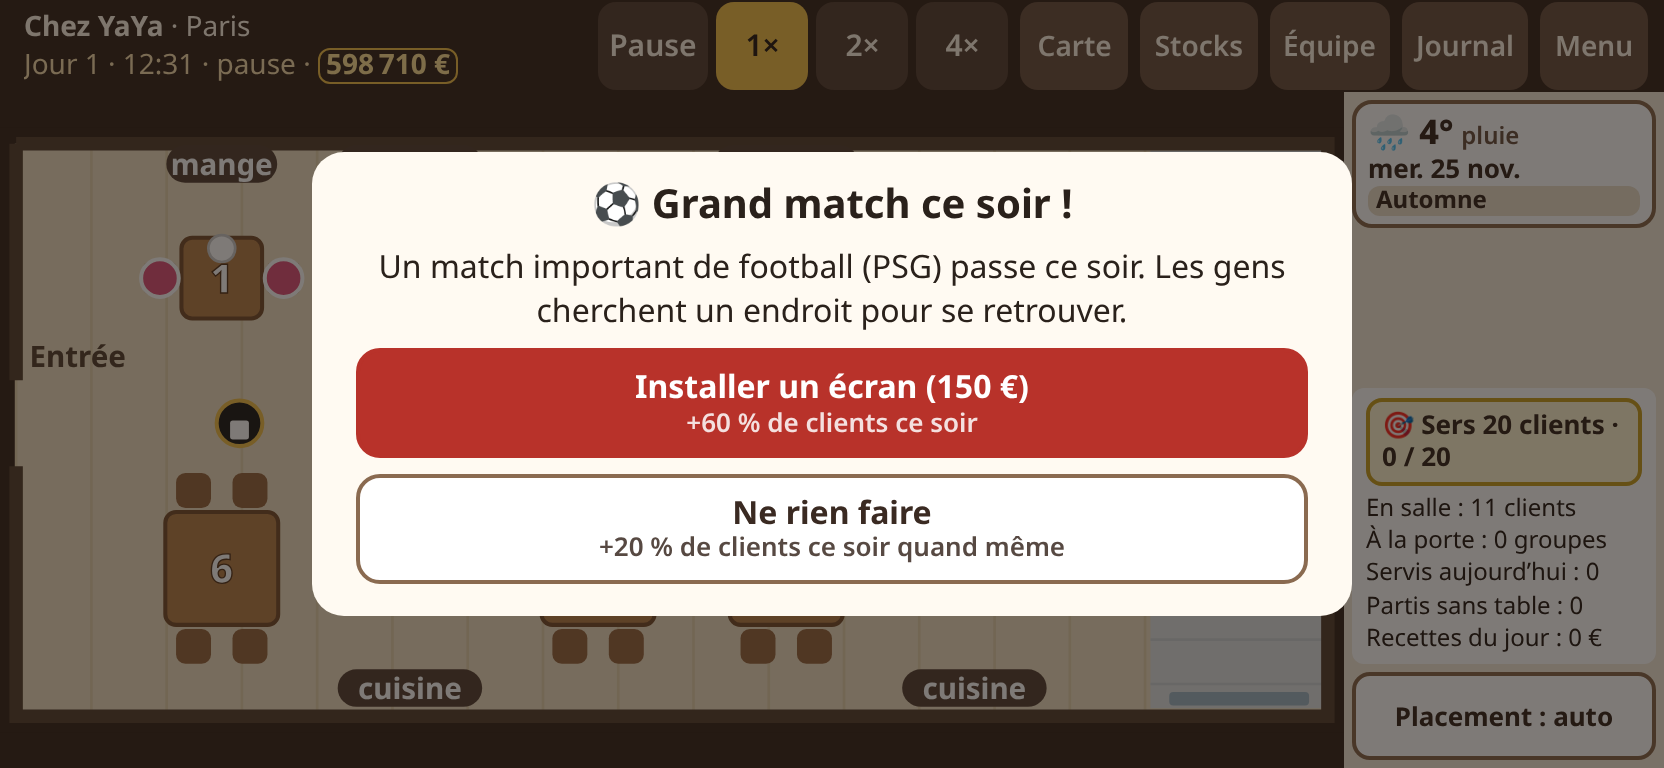 Chez YaYa · Paris
Jour 1 · 12:31 · pause · 598 710 €
Pause
1×
2×
4×
Carte
Stocks
Équipe
Journal
Menu
mange
1
Entrée
6
cuisine
cuisine
⚽ Grand match ce soir !
Un match important de football (PSG) passe ce soir. Les gens
cherchent un endroit pour se retrouver.
Installer un écran (150 €)
+60 % de clients ce soir
Ne rien faire
+20 % de clients ce soir quand même
🌧️ 4° pluie
mer. 25 nov.
Automne
🎯 Sers 20 clients ·
0 / 20
En salle : 11 clients
À la porte : 0 groupes
Servis aujourd’hui : 0
Partis sans table : 0
Recettes du jour : 0 €
Placement : auto